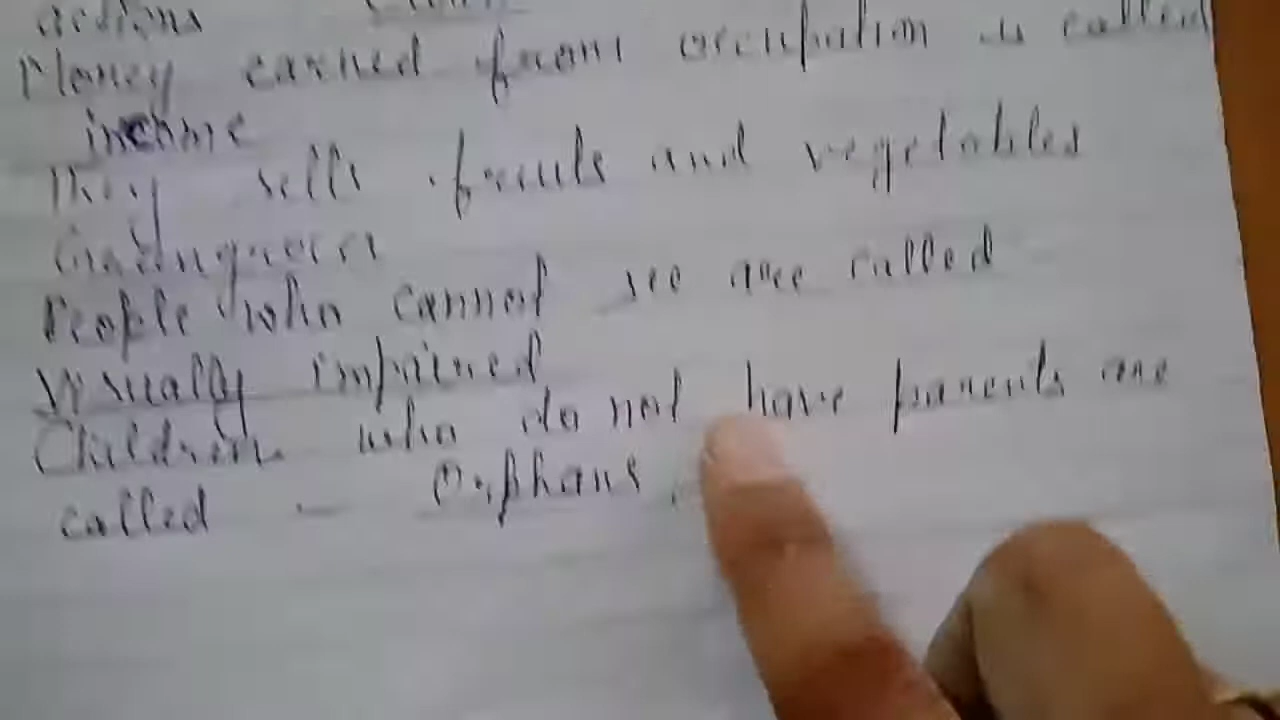 actions
Money earned from occupation is called
income
They sells fruits and vegetables
People who cannot see are called
Visually impaired
Children who do not have parents are
called - Orphans